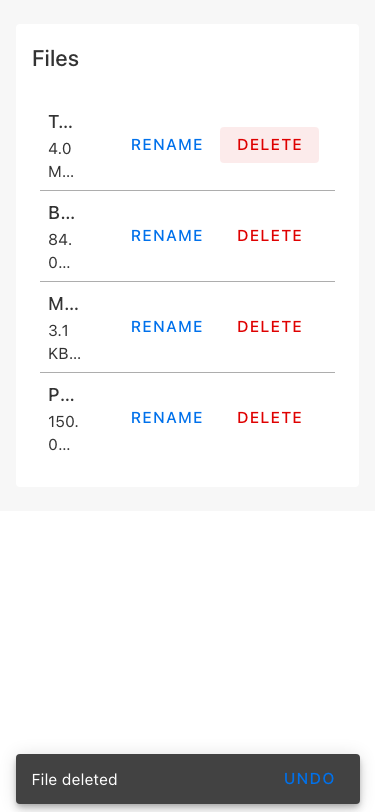 Files
T...
4.0
M...
RENAME
DELETE
B...
84.
0...
RENAME
DELETE
M...
3.1
KB...
RENAME
DELETE
P...
150.
0...
RENAME
DELETE
File deleted
UNDO